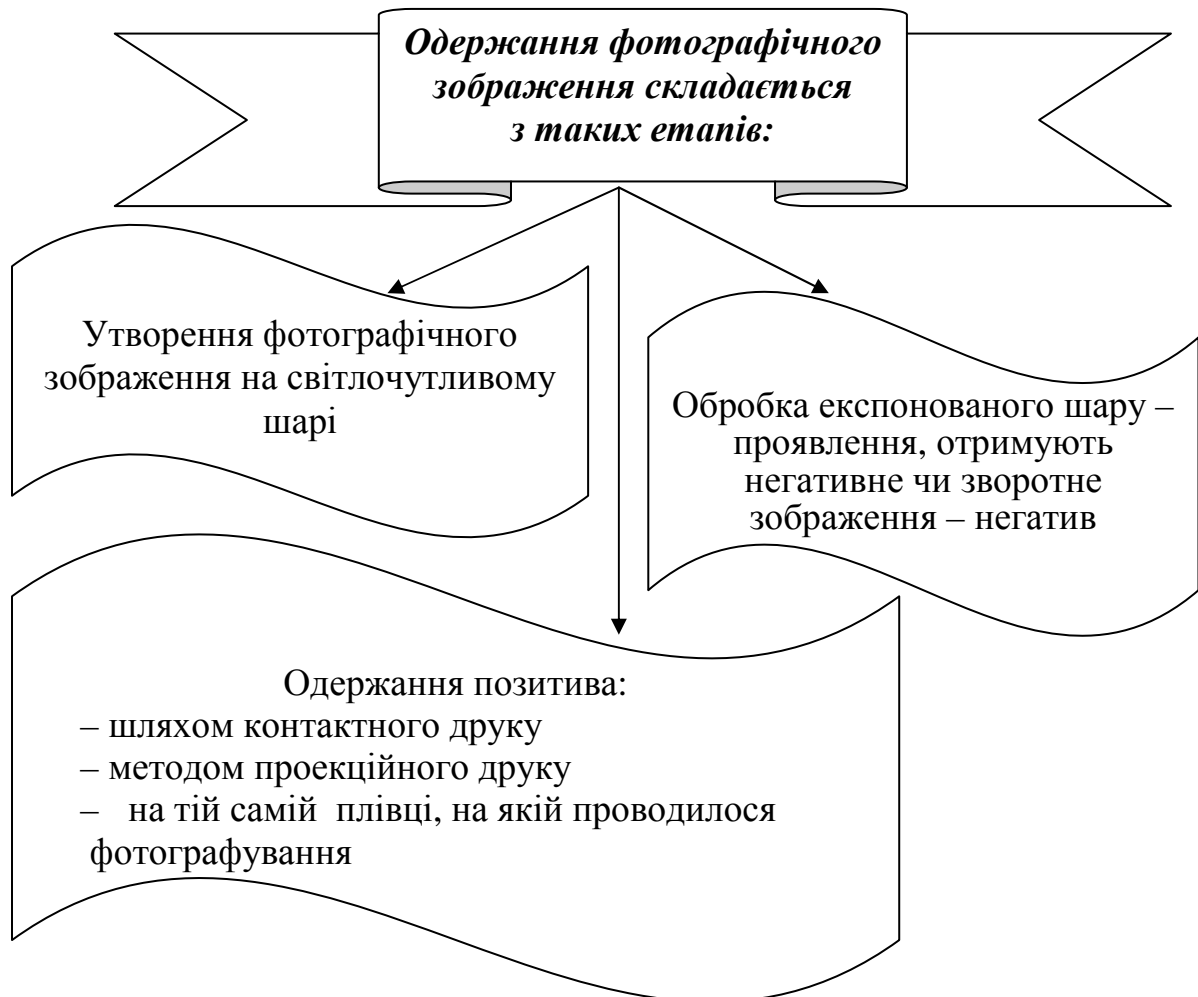 Одержання фотографічного
зображення складається
з таких етапів:
Утворення фотографічного
зображення на світлочутливому
шарі
Обробка експонованого шару –
проявлення, отримують
негативне чи зворотне
зображення – негатив
Одержання позитива:
– шляхом контактного друку
– методом проекційного друку
– на тій самій плівці, на якій проводилося
фотографування